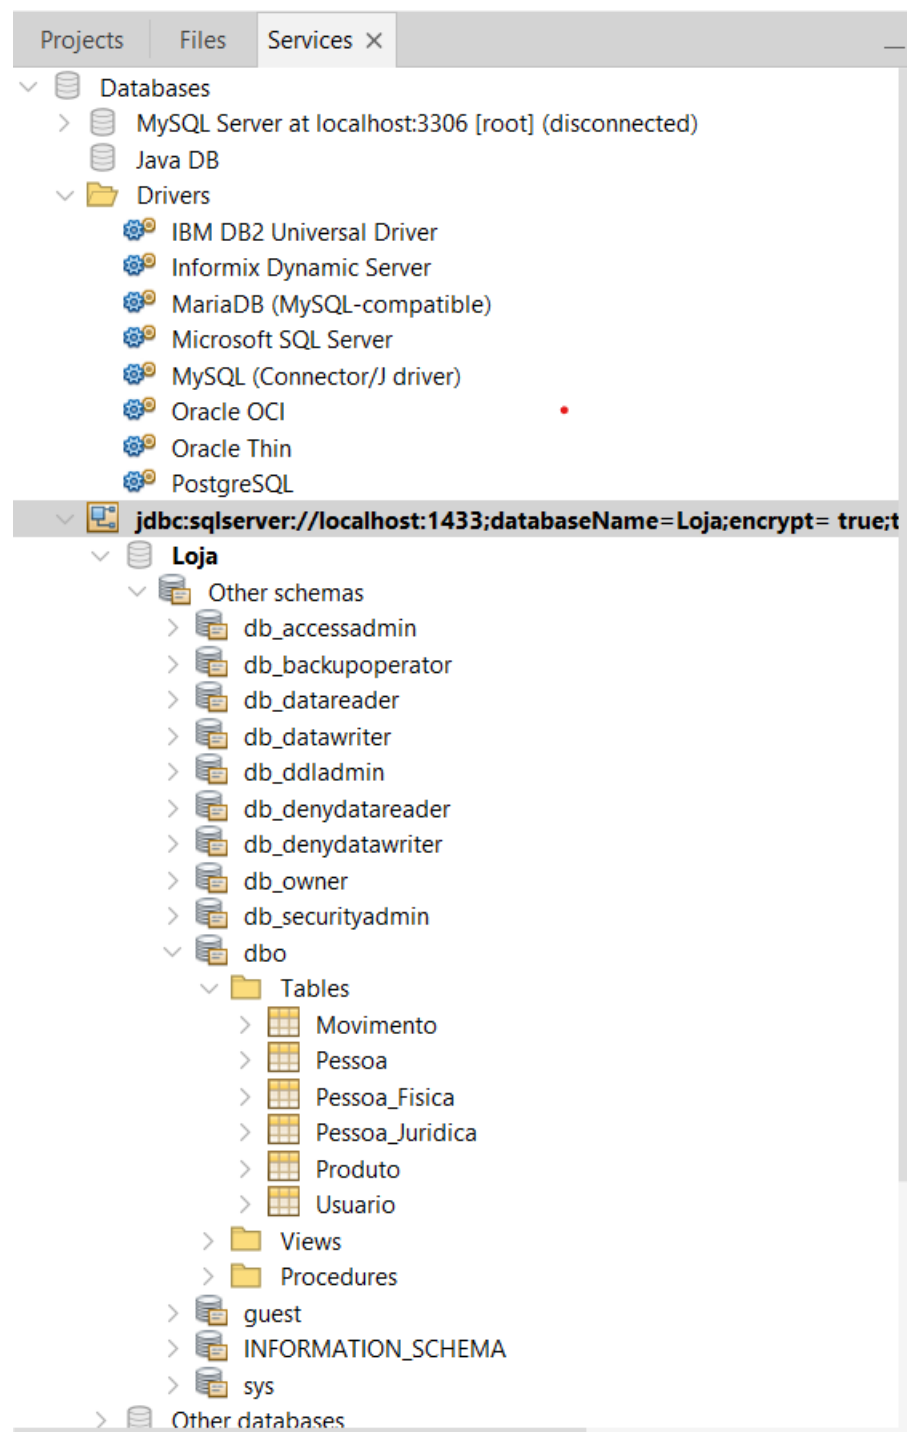 Projects Files Services
Databases
MySQL Server at localhost:3306 [root] (disconnected)
Java DB
Drivers
IBM DB2 Universal Driver
Informix Dynamic Server
MariaDB (MySQL-compatible)
Microsoft SQL Server
MySQL (Connector/J driver)
Oracle OCI
Oracle Thin
PostgreSQL
jdbc:sqlserver://localhost:1433;databaseName=Loja;encrypt= true;t
Loja
Other schemas
db_accessadmin
db_backupoperator
db_datareader
db_datawriter
db_ddladmin
db_denydatareader
db_denydatawriter
db_owner
db_securityadmin
dbo
Tables
Movimento
Pessoa
Pessoa_Fisica
Pessoa_Juridica
Produto
Usuario
Views
Procedures
guest
INFORMATION_SCHEMA
sys
Other databases